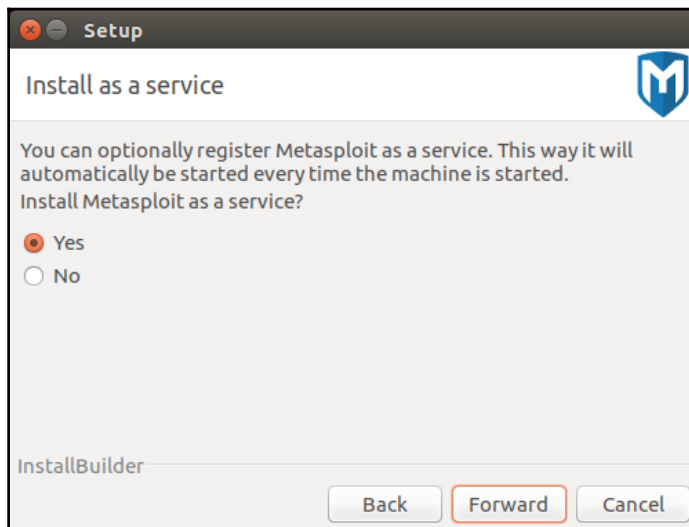 Setup
Install as a service
You can optionally register Metasploit as a service. This way it will
automatically be started every time the machine is started.
Install Metasploit as a service?
Yes
No
InstallBuilder
Back
Forward
Cancel